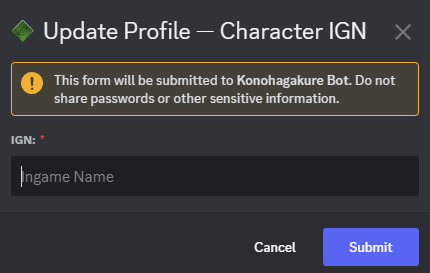 Update Profile — Character IGN
This form will be submitted to Konohagakure Bot. Do not
share passwords or other sensitive information.
IGN: *
Ingame Name
Cancel
Submit